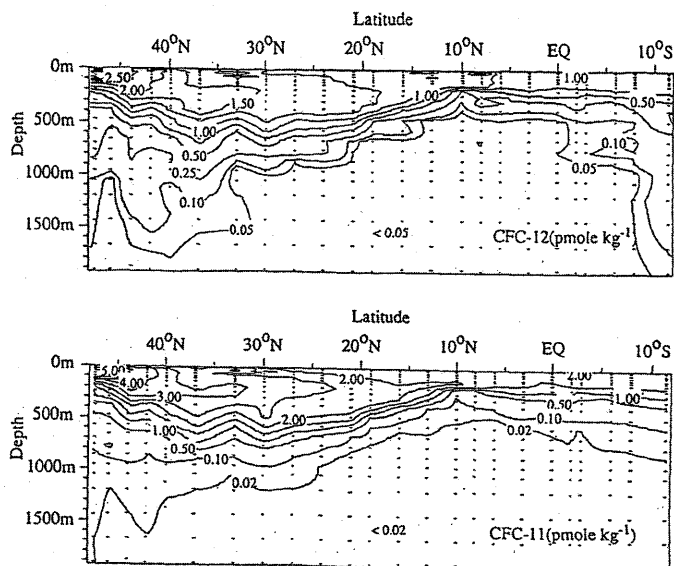 Latitude
40°N 30°N 20°N 10°N EQ 10°S
0m
500m
1000m
1500m
Depth
2.50
2.00
1.50
1.00
0.50
0.25
0.10
0.05
1.00
1.00
0.50
0.10
0.05
< 0.05
CFC-12(pmole kg-1
Latitude
40°N 30°N 20°N 10°N EQ 10°S
0m
500m
1000m
1500m
Depth
5.00
4.00
3.00
2.00
2.00
2.00
1.00
0.50
0.10
0.02
0.50
1.00
0.10
0.02
< 0.02
CFC-11(pmole kg-1)